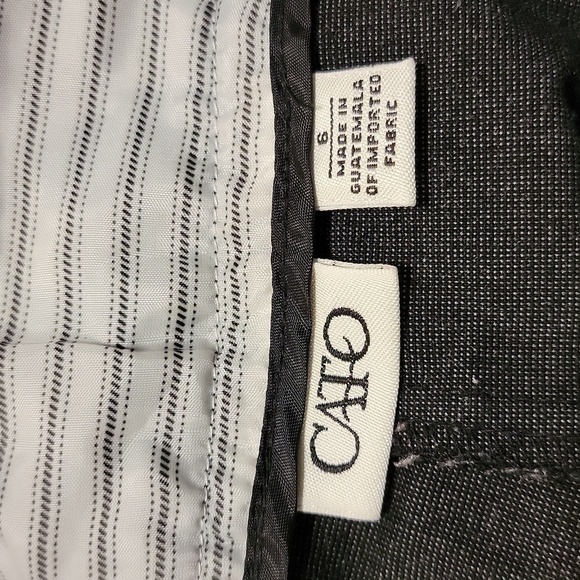 6
MADE IN
GUATEMALA
OF IMPORTED
FABRIC
CATO